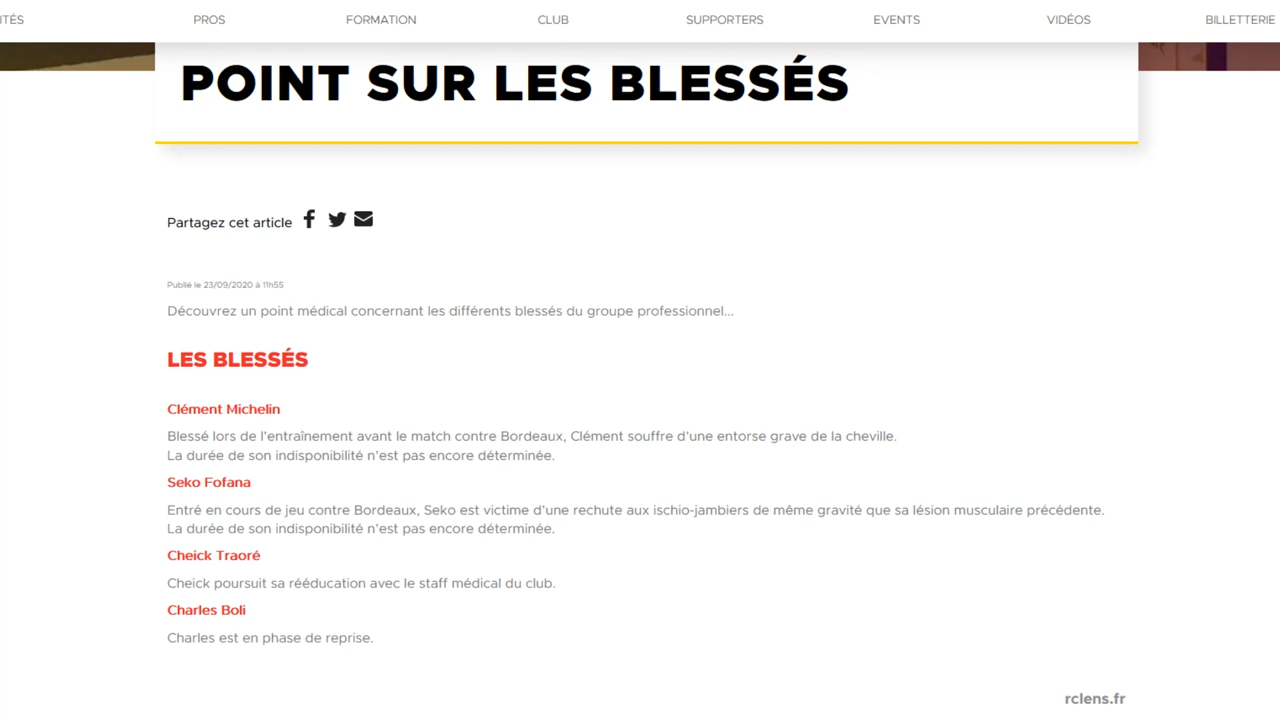 ITÉS PROS FORMATION CLUB SUPPORTERS EVENTS VIDÉOS BILLETTERIE
POINT SUR LES BLESSÉS
Partagez cet article
Publié le 23/09/2020 à 11h55
Découvrez un point médical concernant les différents blessés du groupe professionnel...
LES BLESSÉS
Clément Michelin
Blessé lors de l'entraînement avant le match contre Bordeaux, Clément souffre d'une entorse grave de la cheville.
La durée de son indisponibilité n'est pas encore déterminée.
Seko Fofana
Entré en cours de jeu contre Bordeaux, Seko est victime d'une rechute aux ischio-jambiers de même gravité que sa lésion musculaire précédente.
La durée de son indisponibilité n'est pas encore déterminée.
Cheick Traoré
Cheick poursuit sa rééducation avec le staff médical du club.
Charles Boli
Charles est en phase de reprise.
rclens.fr